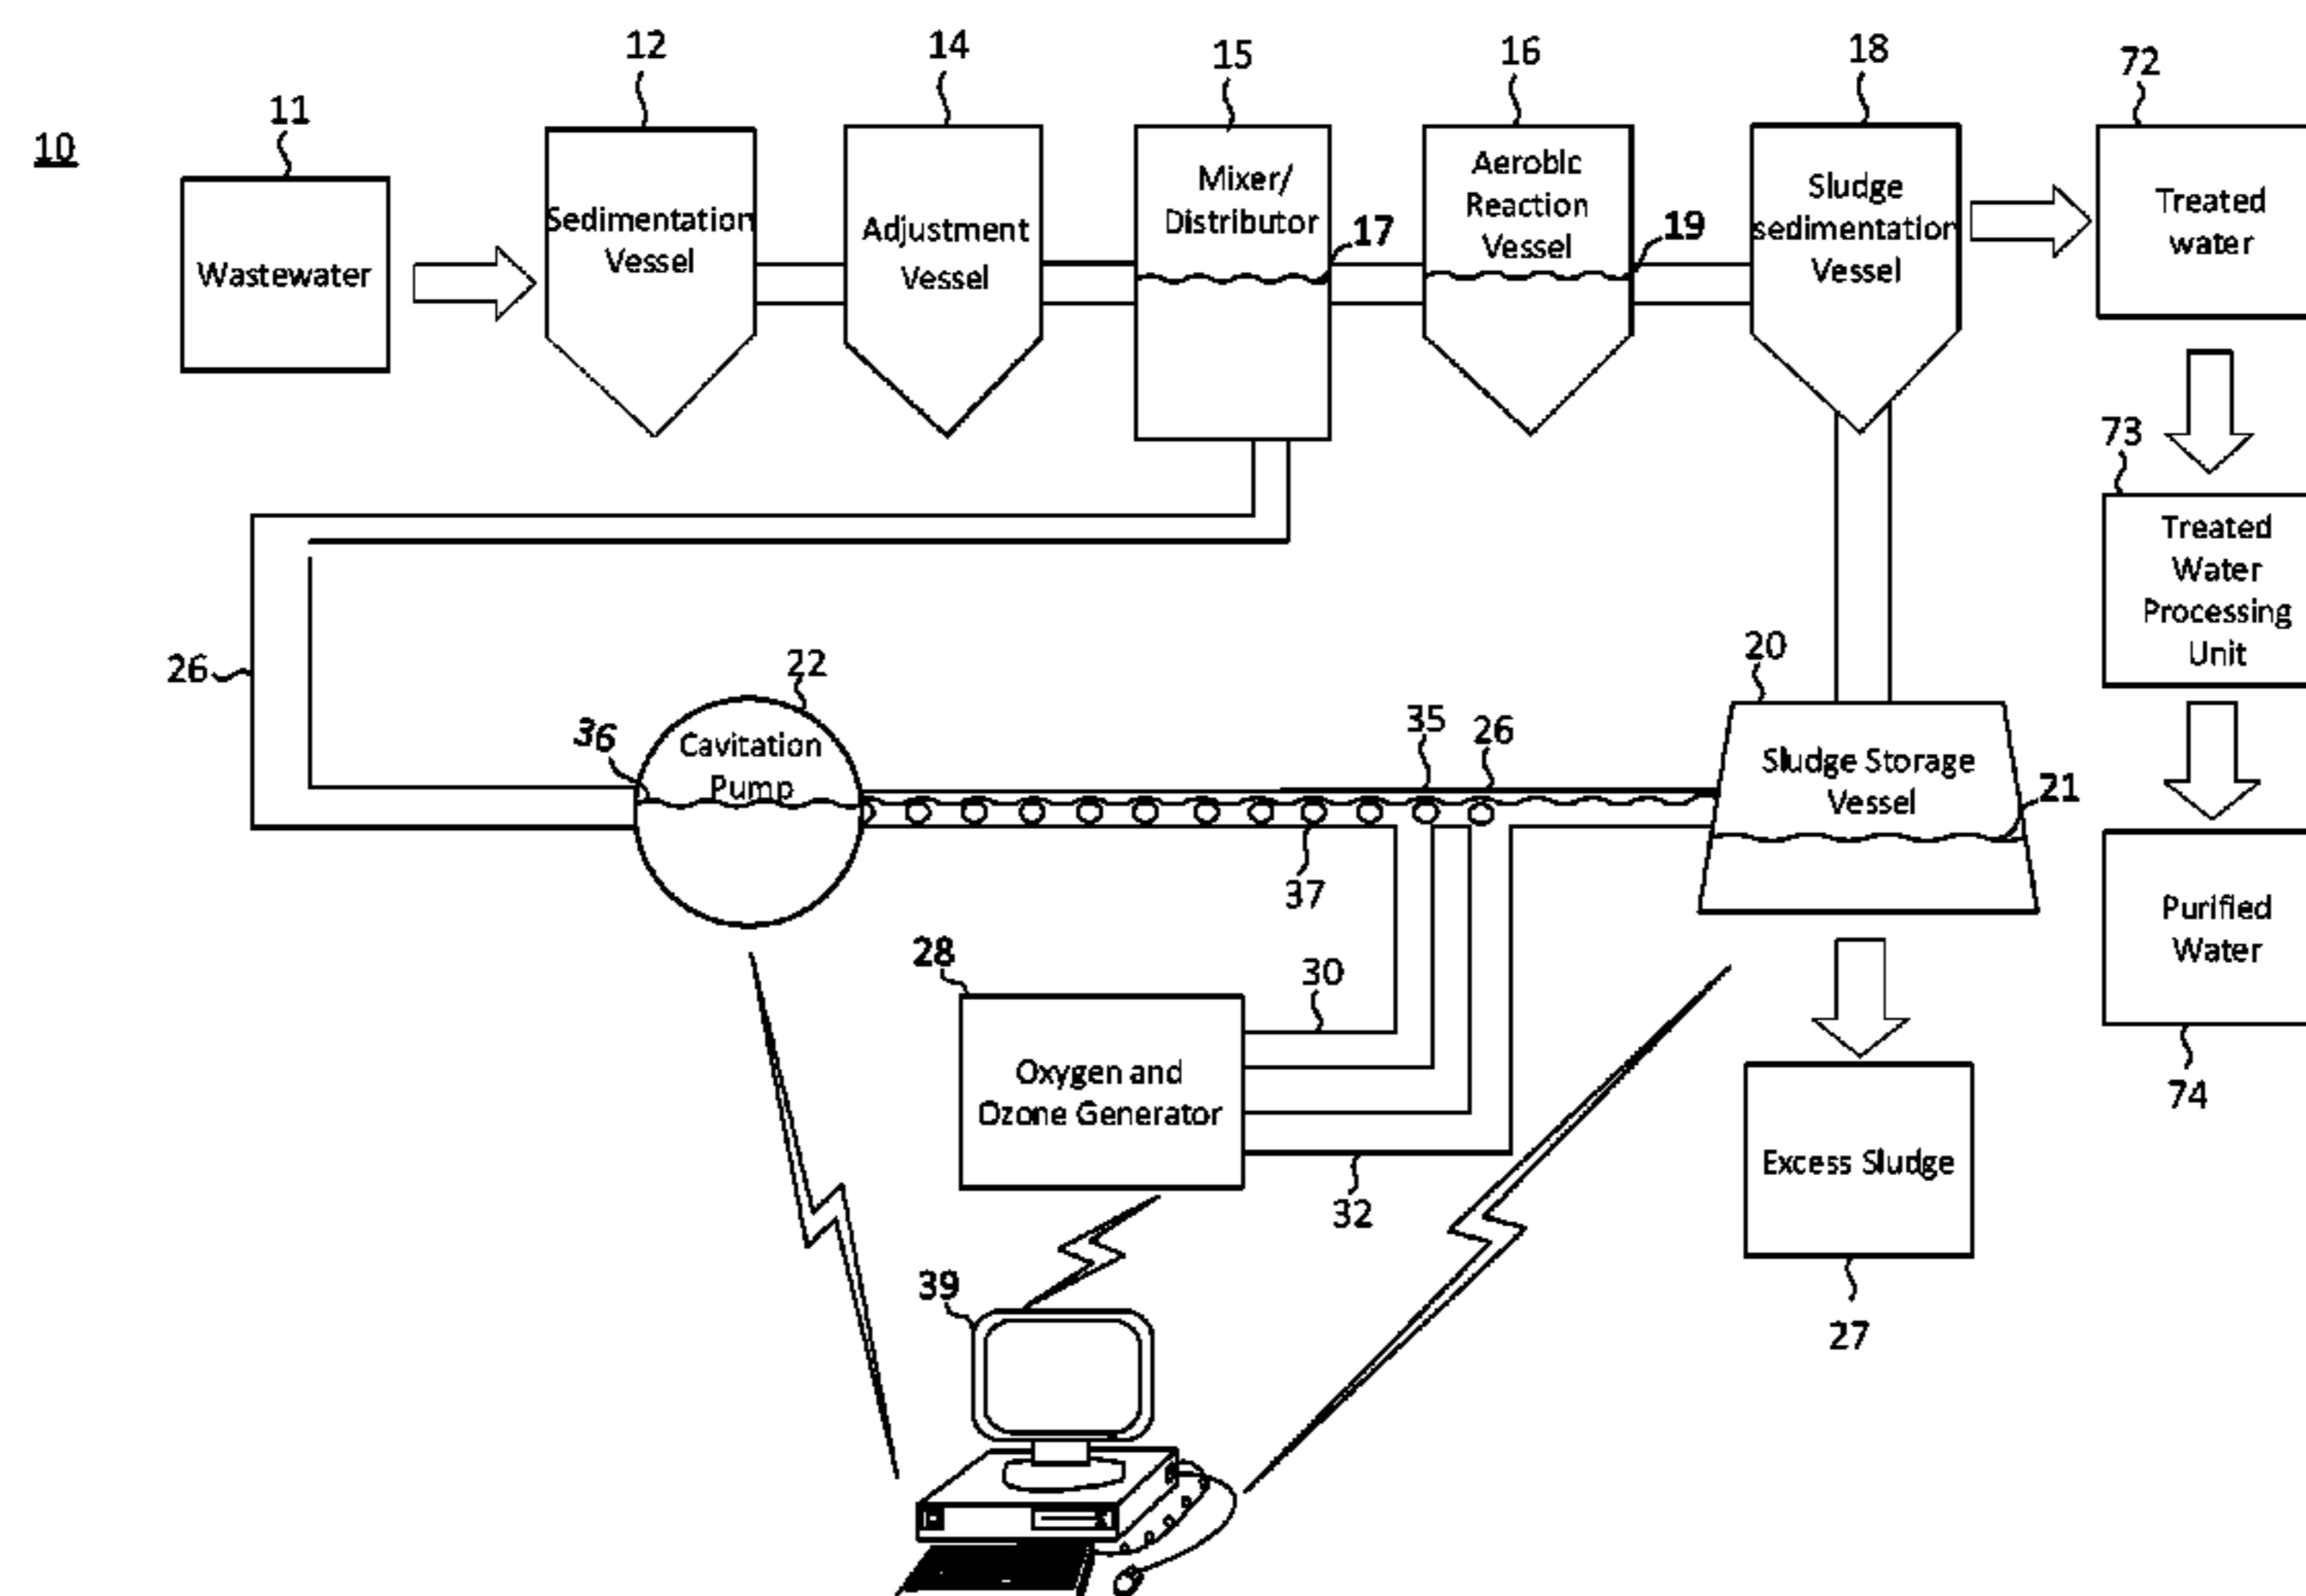 10
11
Wastewater
12
Sedimentation
Vessel
14
Adjustment
Vessel
15
Mixer/
Distributor
17
16
Aerobic
Reaction
Vessel
19
18
Sludge
sedimentation
Vessel
72
Treated
water
73
Treated
Water
Processing
Unit
26
22
36
Cavitation
Pump
35
26
37
20
Sludge Storage
Vessel
21
Purified
Water
74
28
Oxygen and
Ozone Generator
30
32
Excess Sludge
27
39